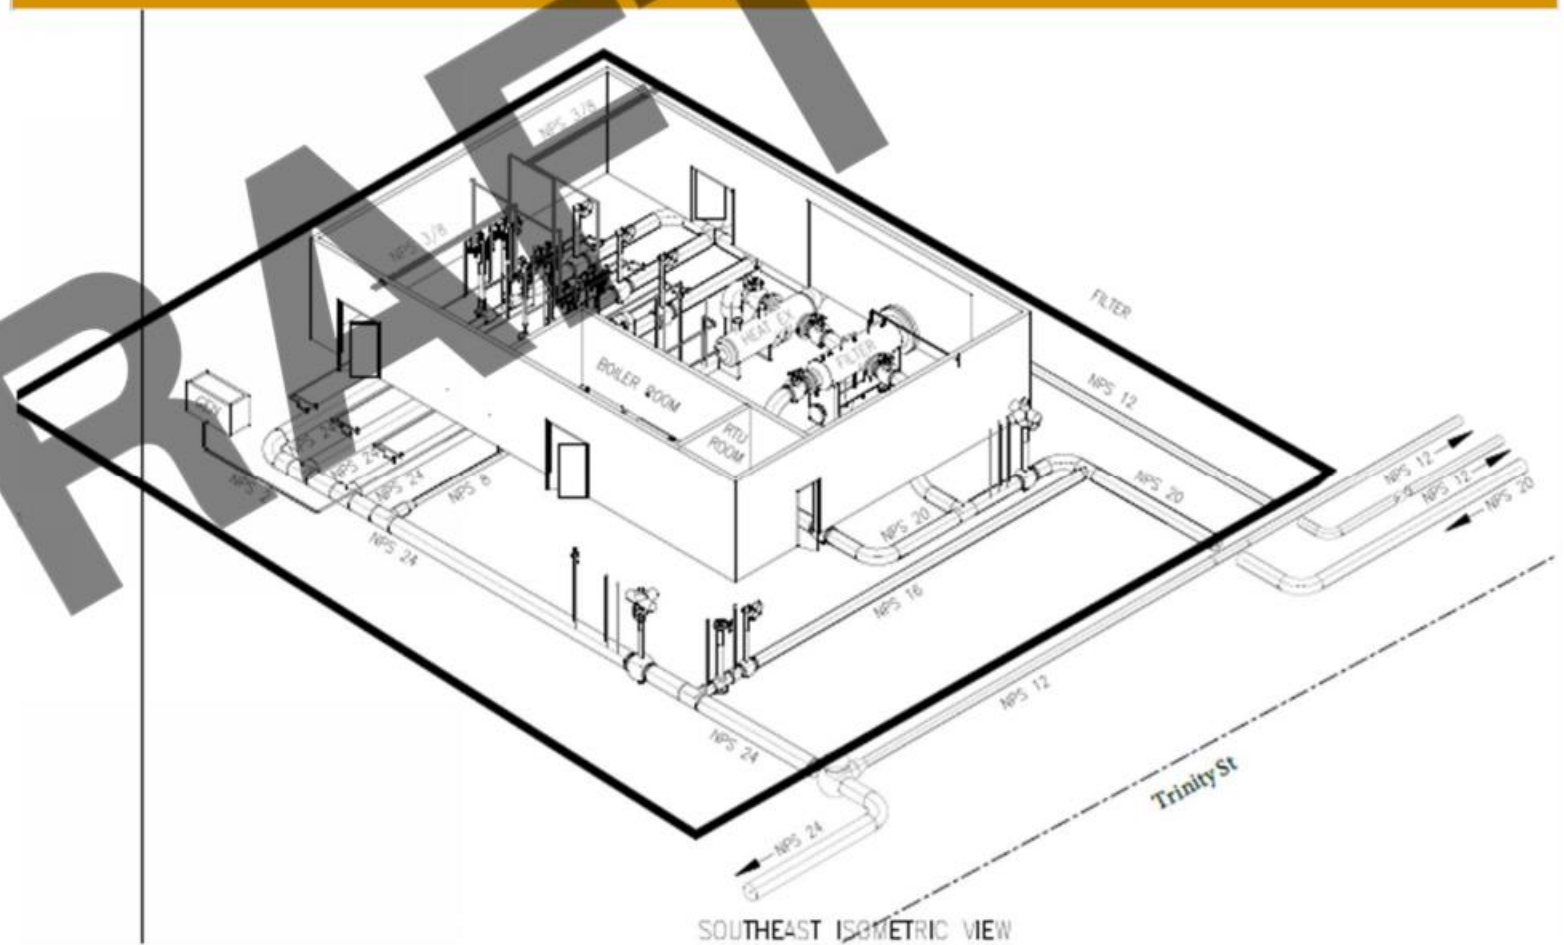 DRAFT
NPS 3/8
NPS 3/8
FILTER
HEAT EX
FILTER
NPS 12
BOILER ROOM
RTU
ROOM
GEN
NPS 24
NPS 24
NPS 24
NPS 8
NPS 20
NPS 20
NPS 12
NPS 12
NPS 20
NPS 24
NPS 16
NPS 12
NPS 24
NPS 24
Trinity St
SOUTHEAST ISOMETRIC VIEW